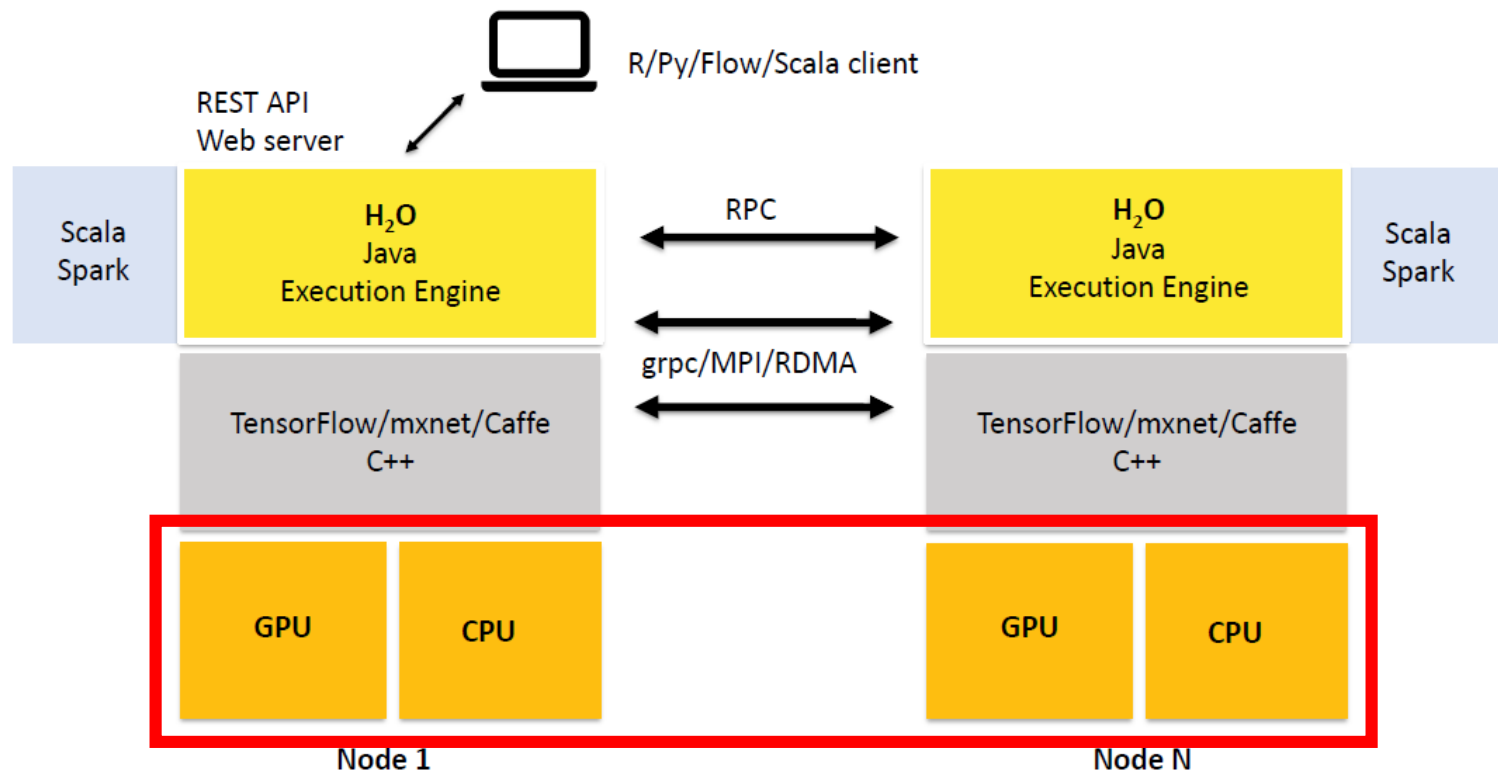 R/Py/Flow/Scala client
REST API
Web server
Scala
Spark
H₂O
Java
Execution Engine
RPC
H₂O
Java
Execution Engine
Scala
Spark
grpc/MPI/RDMA
TensorFlow/mxnet/Caffe
C++
TensorFlow/mxnet/Caffe
C++
GPU
CPU
GPU
CPU
Node 1
Node N